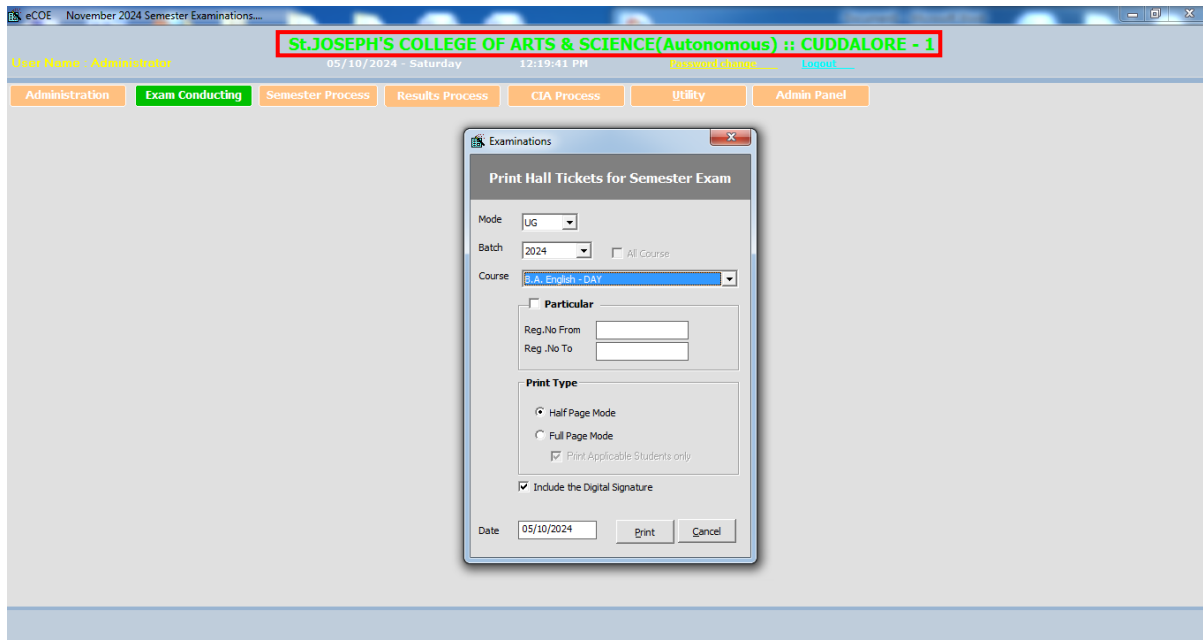 eCOE November 2024 Semester Examinations....
St.JOSEPH'S COLLEGE OF ARTS & SCIENCE(Autonomous) :: CUDDALORE - 1
User Name : Administrator 05/10/2024 - Saturday 12:19:41 PM Password change Logout
Administration Exam Conducting Semester Process Results Process CIA Process Utility Admin Panel
Examinations
Print Hall Tickets for Semester Exam
Mode UG
Batch 2024 All Course
Course B.A. English - DAY
Particular
Reg.No From
Reg .No To
Print Type
Half Page Mode
Full Page Mode
Print Applicable Students only
Include the Digital Signature
Date 05/10/2024 Print Cancel